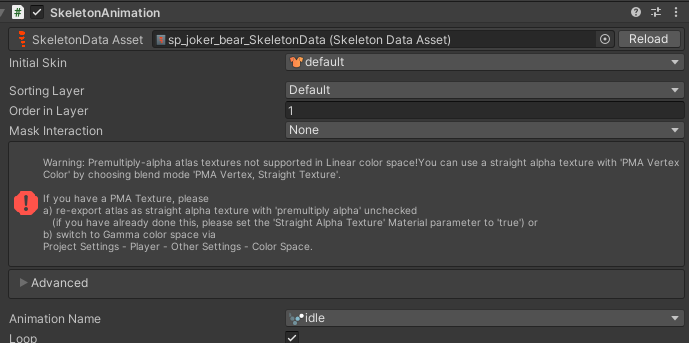 SkeletonAnimation
SkeletonData Asset sp_joker_bear_SkeletonData (Skeleton Data Asset) Reload
Initial Skin default
Sorting Layer Default
Order in Layer 1
Mask Interaction None
Warning: Premultiply-alpha atlas textures not supported in Linear color space!You can use a straight alpha texture with 'PMA Vertex
Color' by choosing blend mode 'PMA Vertex, Straight Texture'.
If you have a PMA Texture, please
a) re-export atlas as straight alpha texture with 'premultiply alpha' unchecked
(if you have already done this, please set the 'Straight Alpha Texture' Material parameter to 'true') or
b) switch to Gamma color space via
Project Settings - Player - Other Settings - Color Space.
Advanced
Animation Name idle
Loop